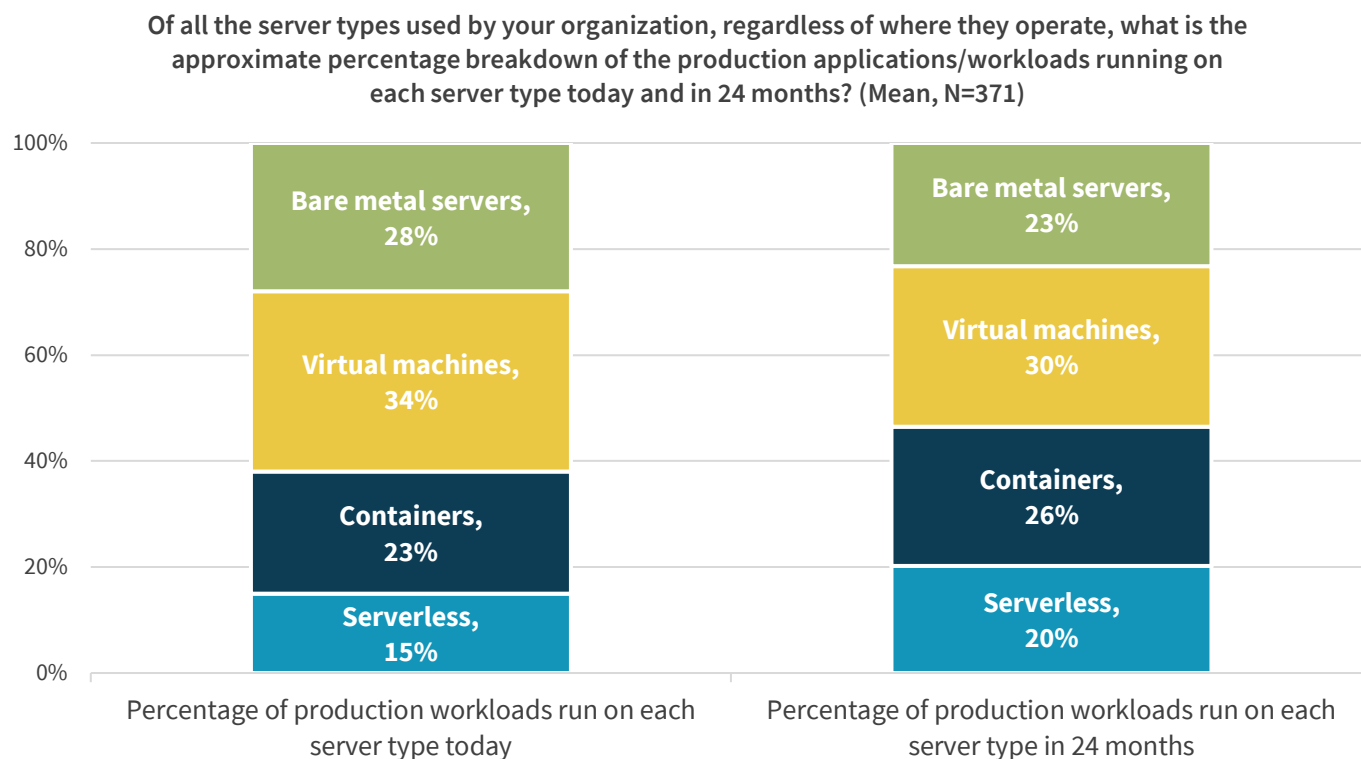 Of all the server types used by your organization, regardless of where they operate, what is the
approximate percentage breakdown of the production applications/workloads running on
each server type today and in 24 months? (Mean, N=371)
100%
80%
60%
40%
20%
0%
Bare metal servers,
28%
Virtual machines,
34%
Containers,
23%
Serverless,
15%
Bare metal servers,
23%
Virtual machines,
30%
Containers,
26%
Serverless,
20%
Percentage of production workloads run on each
server type today
Percentage of production workloads run on each
server type in 24 months